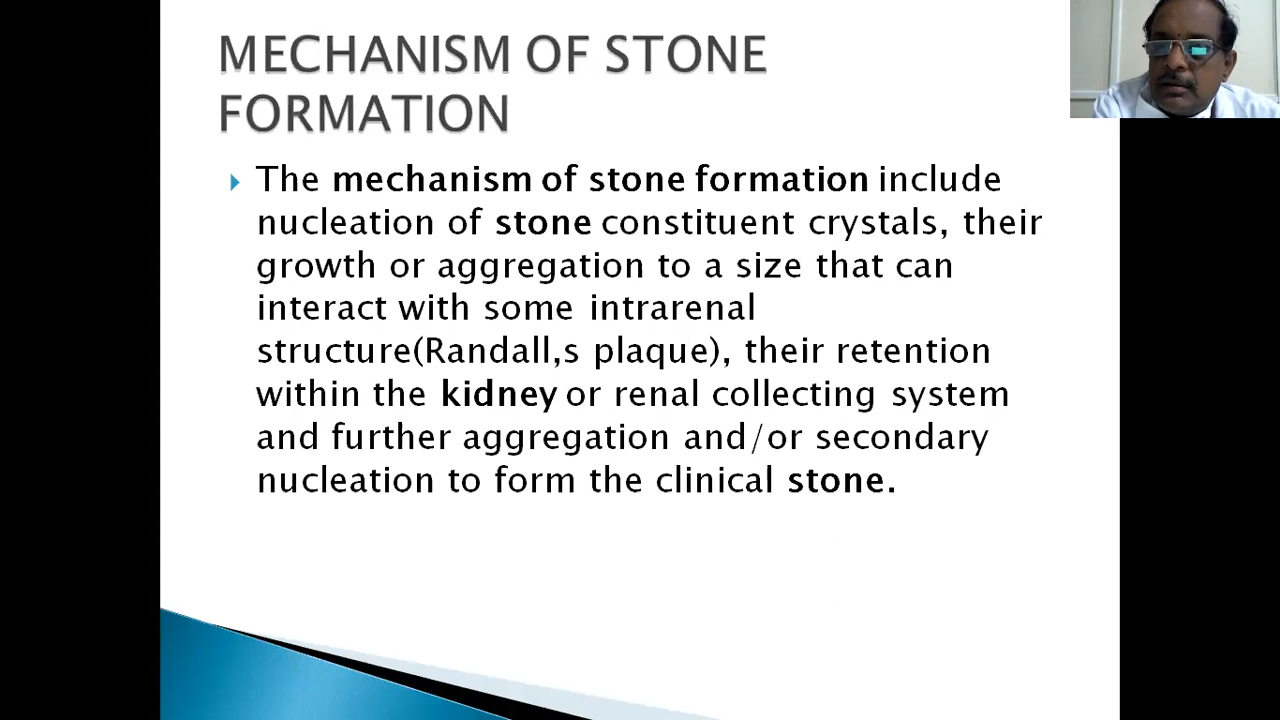 MECHANISM OF STONE
FORMATION
The mechanism of stone formation include
nucleation of stone constituent crystals, their
growth or aggregation to a size that can
interact with some intrarenal
structure(Randall,s plaque), their retention
within the kidney or renal collecting system
and further aggregation and/or secondary
nucleation to form the clinical stone.